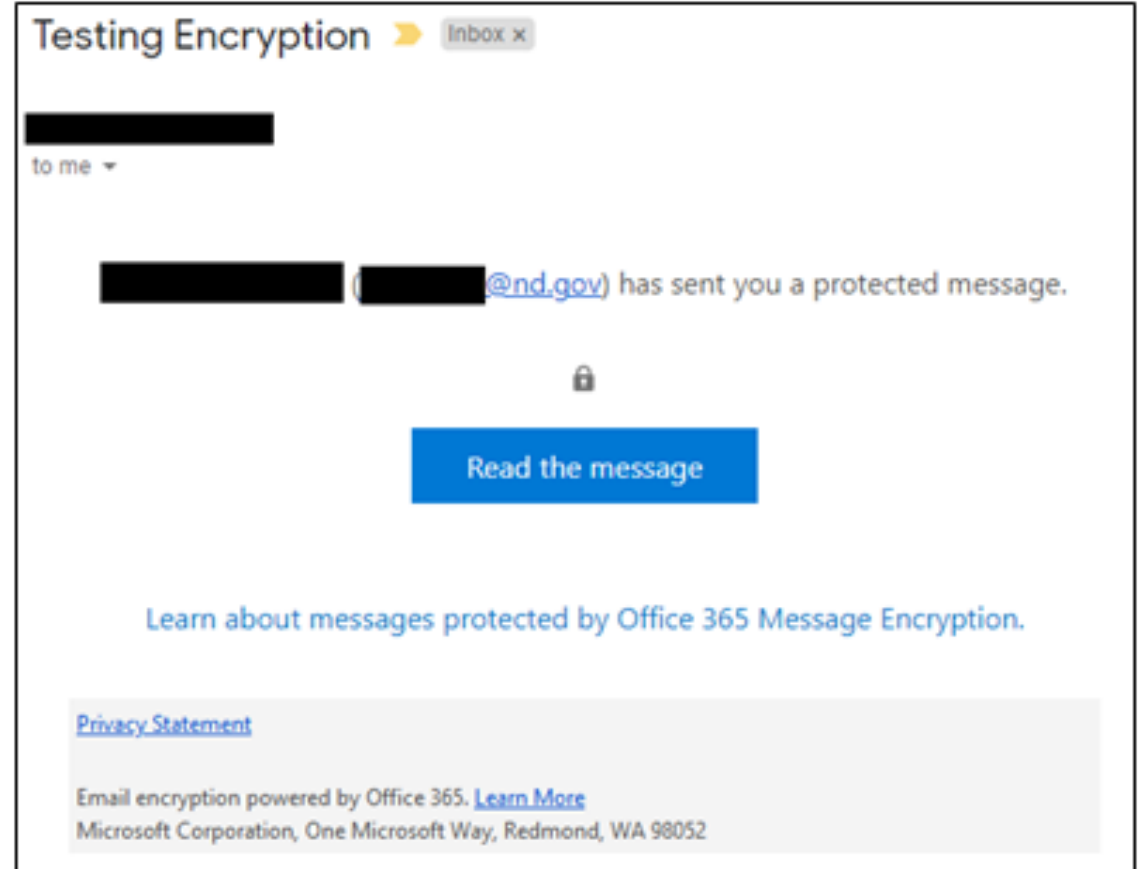 Testing Encryption Inbox x
to me
(@nd.gov) has sent you a protected message.
Read the message
Learn about messages protected by Office 365 Message Encryption.
Privacy Statement
Email encryption powered by Office 365. Learn More
Microsoft Corporation, One Microsoft Way, Redmond, WA 98052